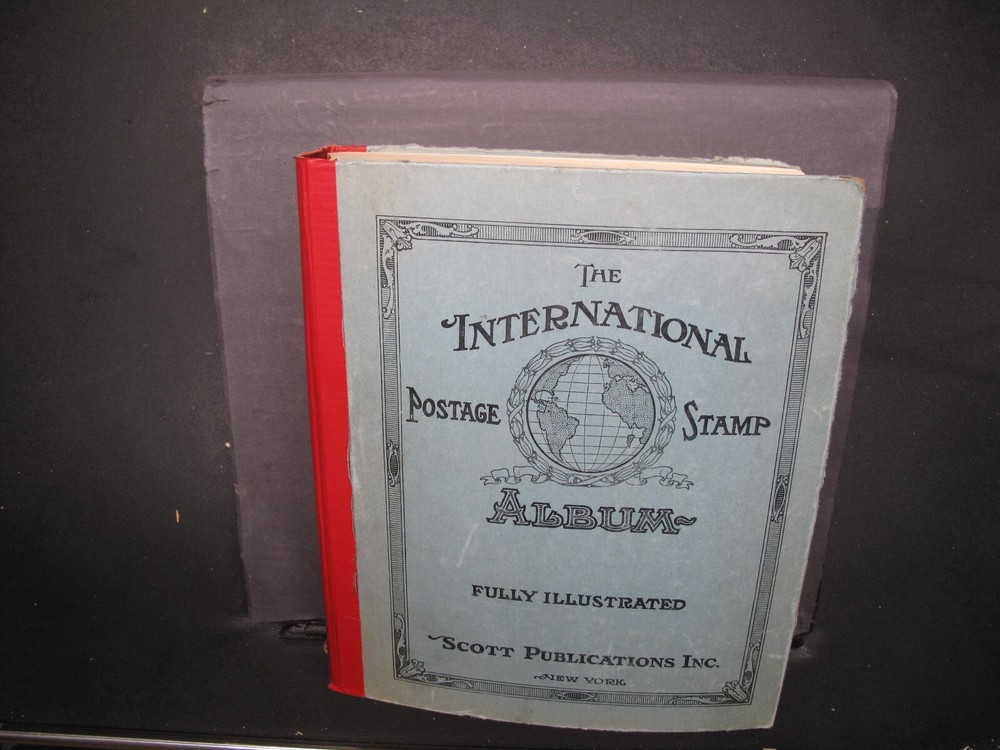 THE
INTERNATIONAL
POSTAGE STAMP
ALBUM
FULLY ILLUSTRATED
SCOTT PUBLICATIONS INC.
NEW YORK